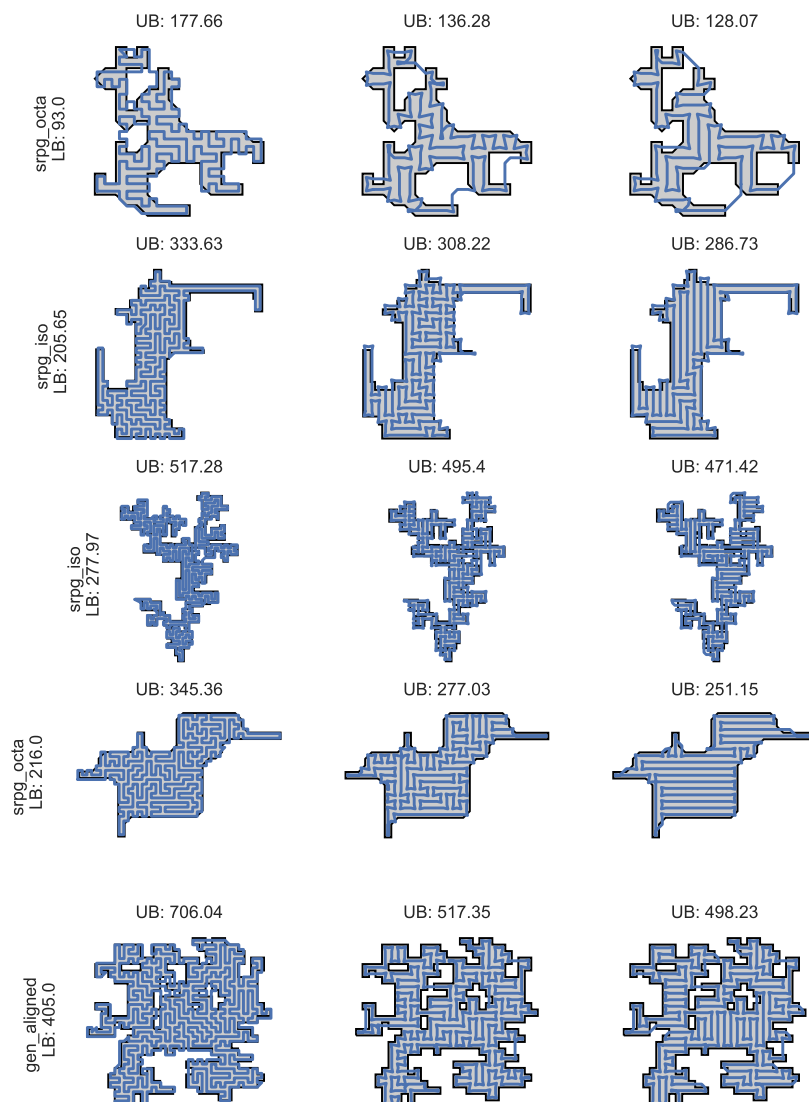 UB: 177.66
UB: 136.28
UB: 128.07
srpg_octa
LB: 93.0
UB: 333.63
UB: 308.22
UB: 286.73
srpg_iso
LB: 205.65
UB: 517.28
UB: 495.4
UB: 471.42
srpg_iso
LB: 277.97
UB: 345.36
UB: 277.03
UB: 251.15
srpg_octa
LB: 216.0
UB: 706.04
UB: 517.35
UB: 498.23
gen_aligned
LB: 405.0